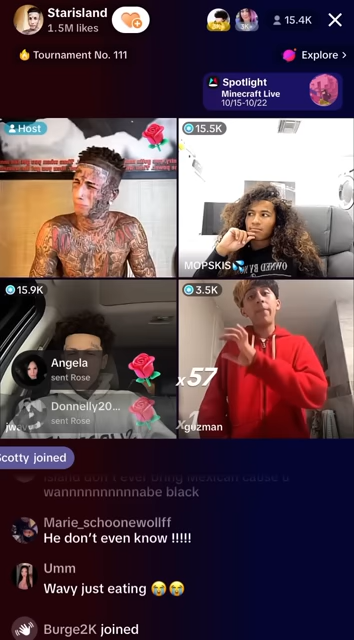 Starisland
1.5M likes
3K+
15.4K
Tournament No. 111
Explore >
Spotlight
Minecraft Live
10/15-10/22
Host
15.5K
MOPSKIS
15.9K
3.5K
Angela
sent Rose
x57
Donnelly20...
sent Rose
guzman
Scotty joined
island don't ever bring Mexican cause u
wannnnnnnnnabe black
Marie_schoonewollff
He don't even know !!!!!
Umm
Wavy just eating 😭😭
Burge2K joined